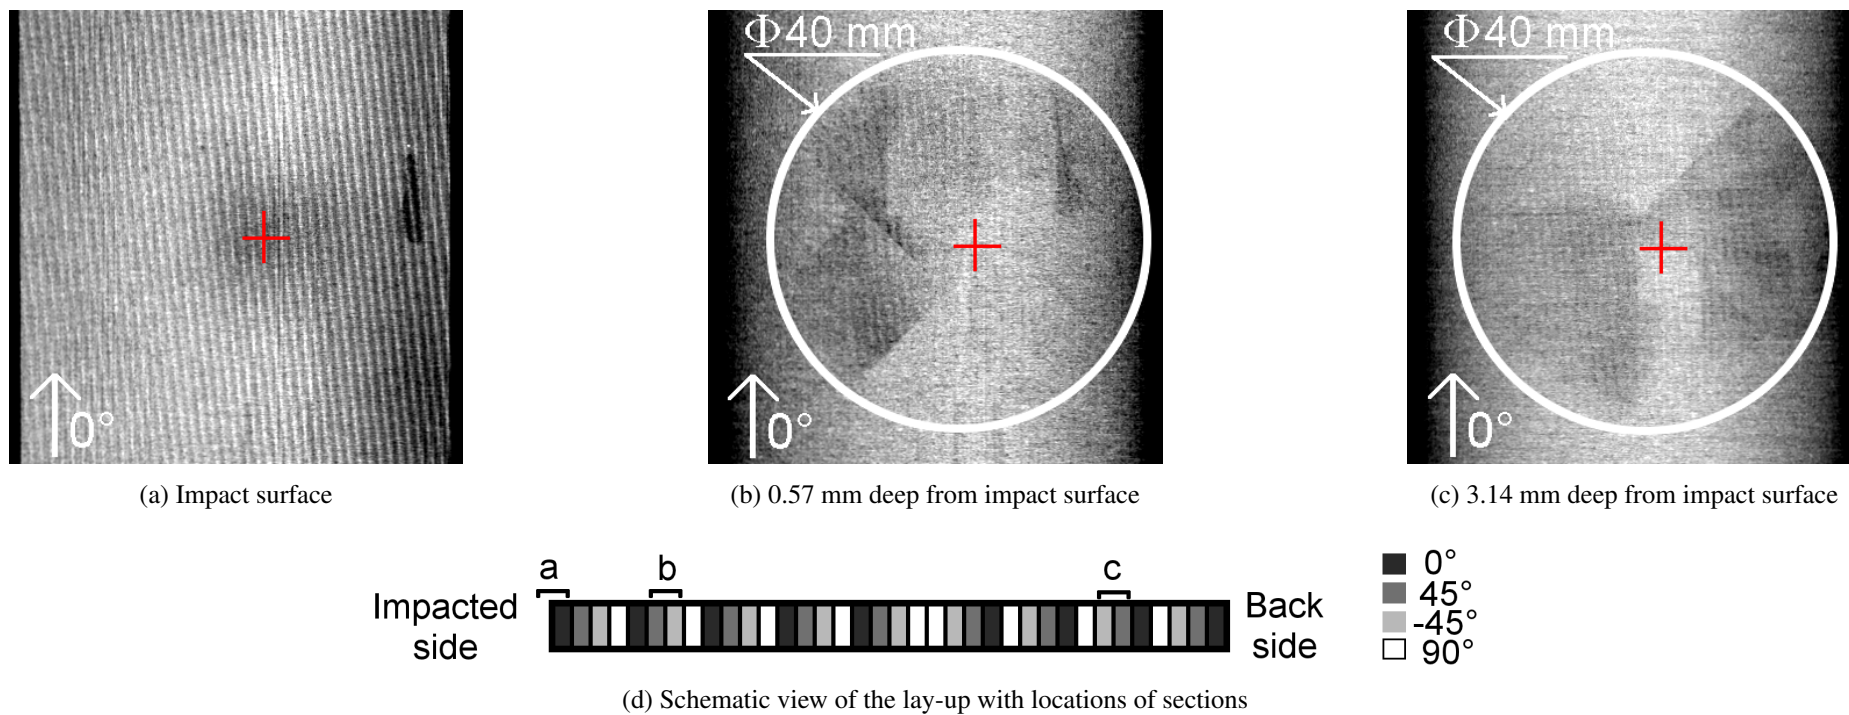 Φ40 mm
Φ40 mm
0°
0°
0°
(a) Impact surface
(b) 0.57 mm deep from impact surface
(c) 3.14 mm deep from impact surface
a
b
c
Impacted
side
Back
side
0°
45°
-45°
90°
(d) Schematic view of the lay-up with locations of sections